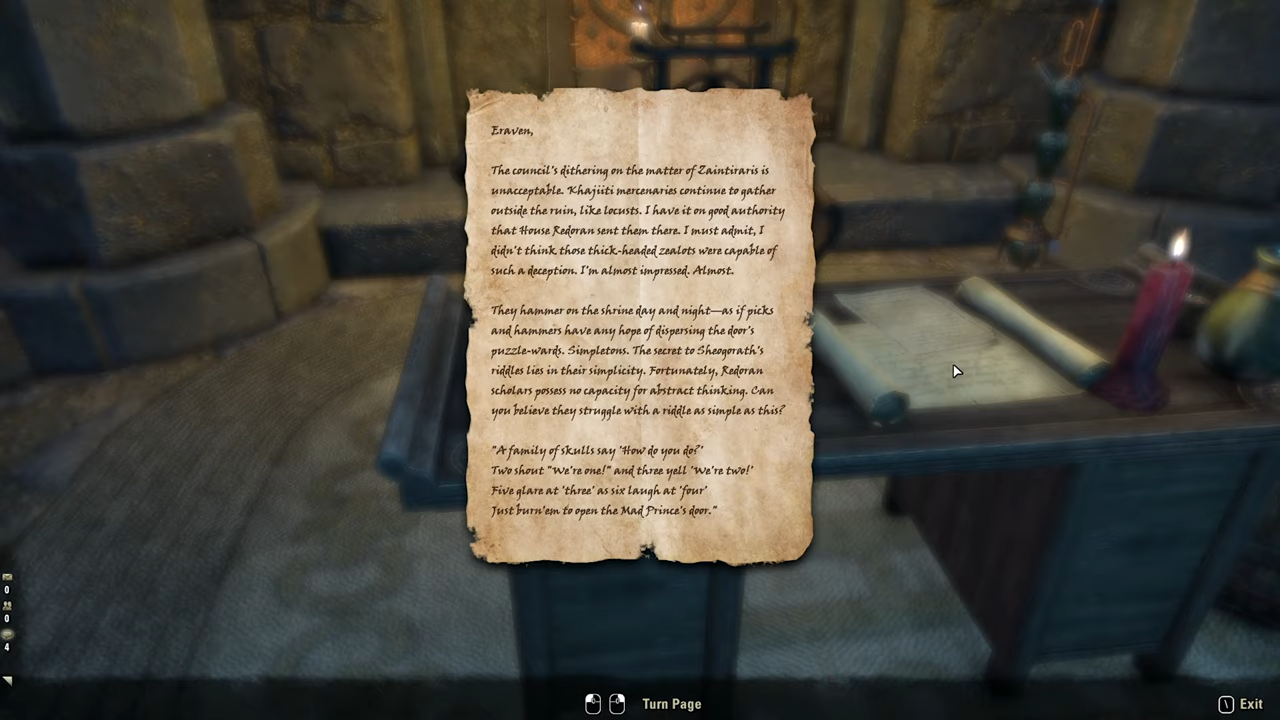 Eraven,
The council's dithering on the matter of Zaintiraris is
unacceptable. Khajiiti mercenaries continue to gather
outside the ruin, like locusts. I have it on good authority
that House Redoran sent them there. I must admit, I
didn't think those thick-headed zealots were capable of
such a deception. I'm almost impressed. Almost.
They hammer on the shrine day and night—as if picks
and hammers have any hope of dispersing the door's
puzzle-wards. Simpletons. The secret to Sheogorath's
riddles lies in their simplicity. Fortunately, Redoran
scholars possess no capacity for abstract thinking. Can
you believe they struggle with a riddle as simple as this?
"A family of skulls say 'How do you do?'
Two shout "We're one!" and three yell 'We're two!'
Five glare at 'three' as six laugh at 'four'
Just burn'em to open the Mad Prince's door."
0
0
4
Turn Page
\ Exit